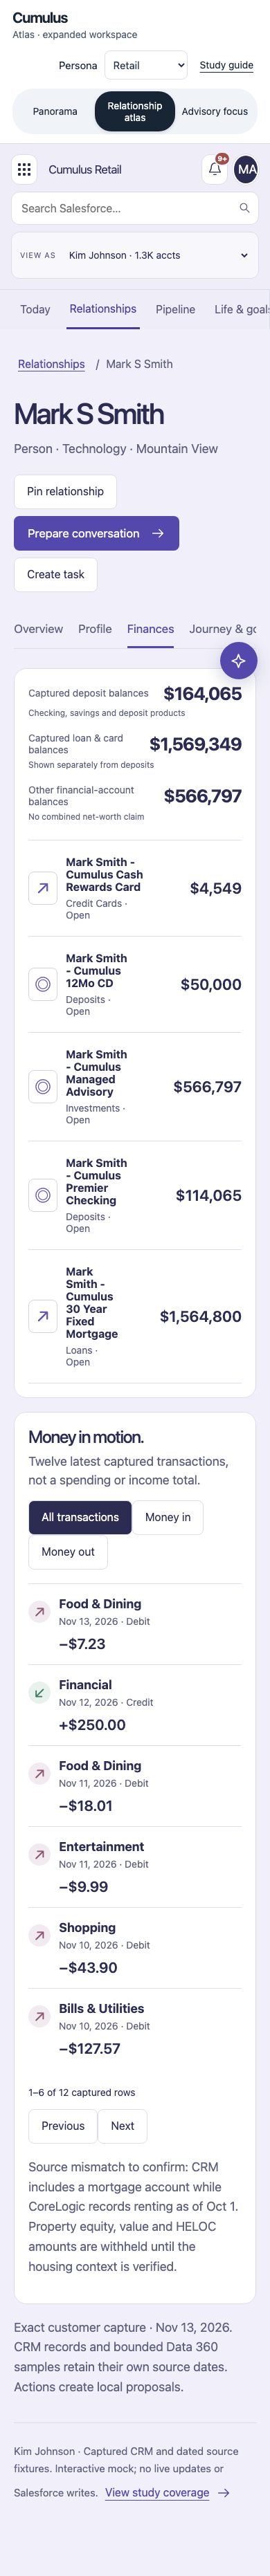 Cumulus
Atlas · expanded workspace
Persona
Retail
Study guide
Panorama
Relationship
atlas
Advisory focus
Cumulus Retail
9+
MA
Search Salesforce...
VIEW AS
Kim Johnson · 1.3K accts
Today
Relationships
Pipeline
Life & goals
Relationships / Mark S Smith
Mark S Smith
Person · Technology · Mountain View
Pin relationship
Prepare conversation
Create task
Overview
Profile
Finances
Journey & go
Captured deposit balances
$164,065
Checking, savings and deposit products
Captured loan & card
balances
$1,569,349
Shown separately from deposits
Other financial-account
balances
$566,797
No combined net-worth claim
Mark Smith -
Cumulus Cash
Rewards Card
Credit Cards ·
Open
$4,549
Mark Smith
- Cumulus
12Mo CD
Deposits ·
Open
$50,000
Mark Smith
- Cumulus
Managed
Advisory
Investments ·
Open
$566,797
Mark Smith
- Cumulus
Premier
Checking
Deposits ·
Open
$114,065
Mark
Smith -
Cumulus
30 Year
Fixed
Mortgage
Loans ·
Open
$1,564,800
Money in motion.
Twelve latest captured transactions,
not a spending or income total.
All transactions
Money in
Money out
Food & Dining
Nov 13, 2026 · Debit
−$7.23
Financial
Nov 12, 2026 · Credit
+$250.00
Food & Dining
Nov 11, 2026 · Debit
−$18.01
Entertainment
Nov 11, 2026 · Debit
−$9.99
Shopping
Nov 10, 2026 · Debit
−$43.90
Bills & Utilities
Nov 10, 2026 · Debit
−$127.57
1–6 of 12 captured rows
Previous
Next
Source mismatch to confirm: CRM
includes a mortgage account while
CoreLogic records renting as of Oct 1.
Property equity, value and HELOC
amounts are withheld until the
housing context is verified.
Exact customer capture · Nov 13, 2026.
CRM records and bounded Data 360
samples retain their own source dates.
Actions create local proposals.
Kim Johnson · Captured CRM and dated source
fixtures. Interactive mock; no live updates or
Salesforce writes. View study coverage